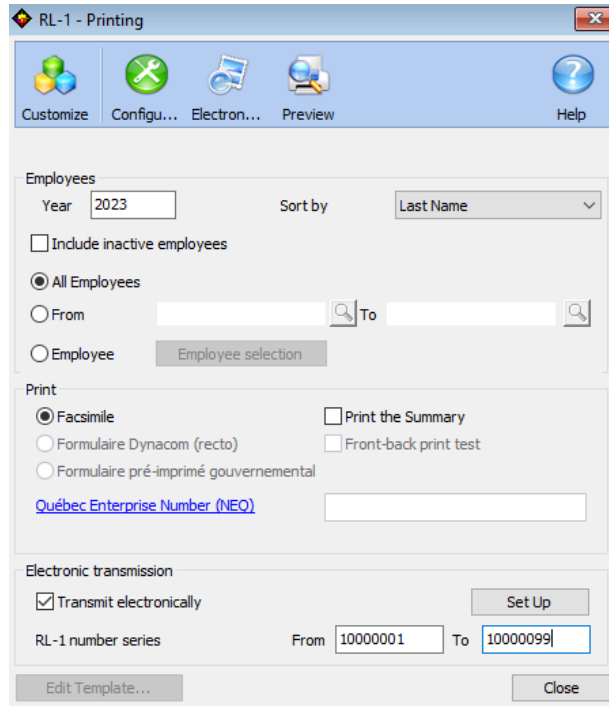 RL-1 - Printing
Customize Configu... Electron... Preview Help
Employees
Year 2023 Sort by Last Name
Include inactive employees
All Employees
From To
Employee Employee selection
Print
Facsimile Print the Summary
Formulaire Dynacom (recto) Front-back print test
Formulaire pré-imprimé gouvernemental
Québec Enterprise Number (NEQ)
Electronic transmission
Transmit electronically Set Up
RL-1 number series From 10000001 To 10000099
Edit Template... Close